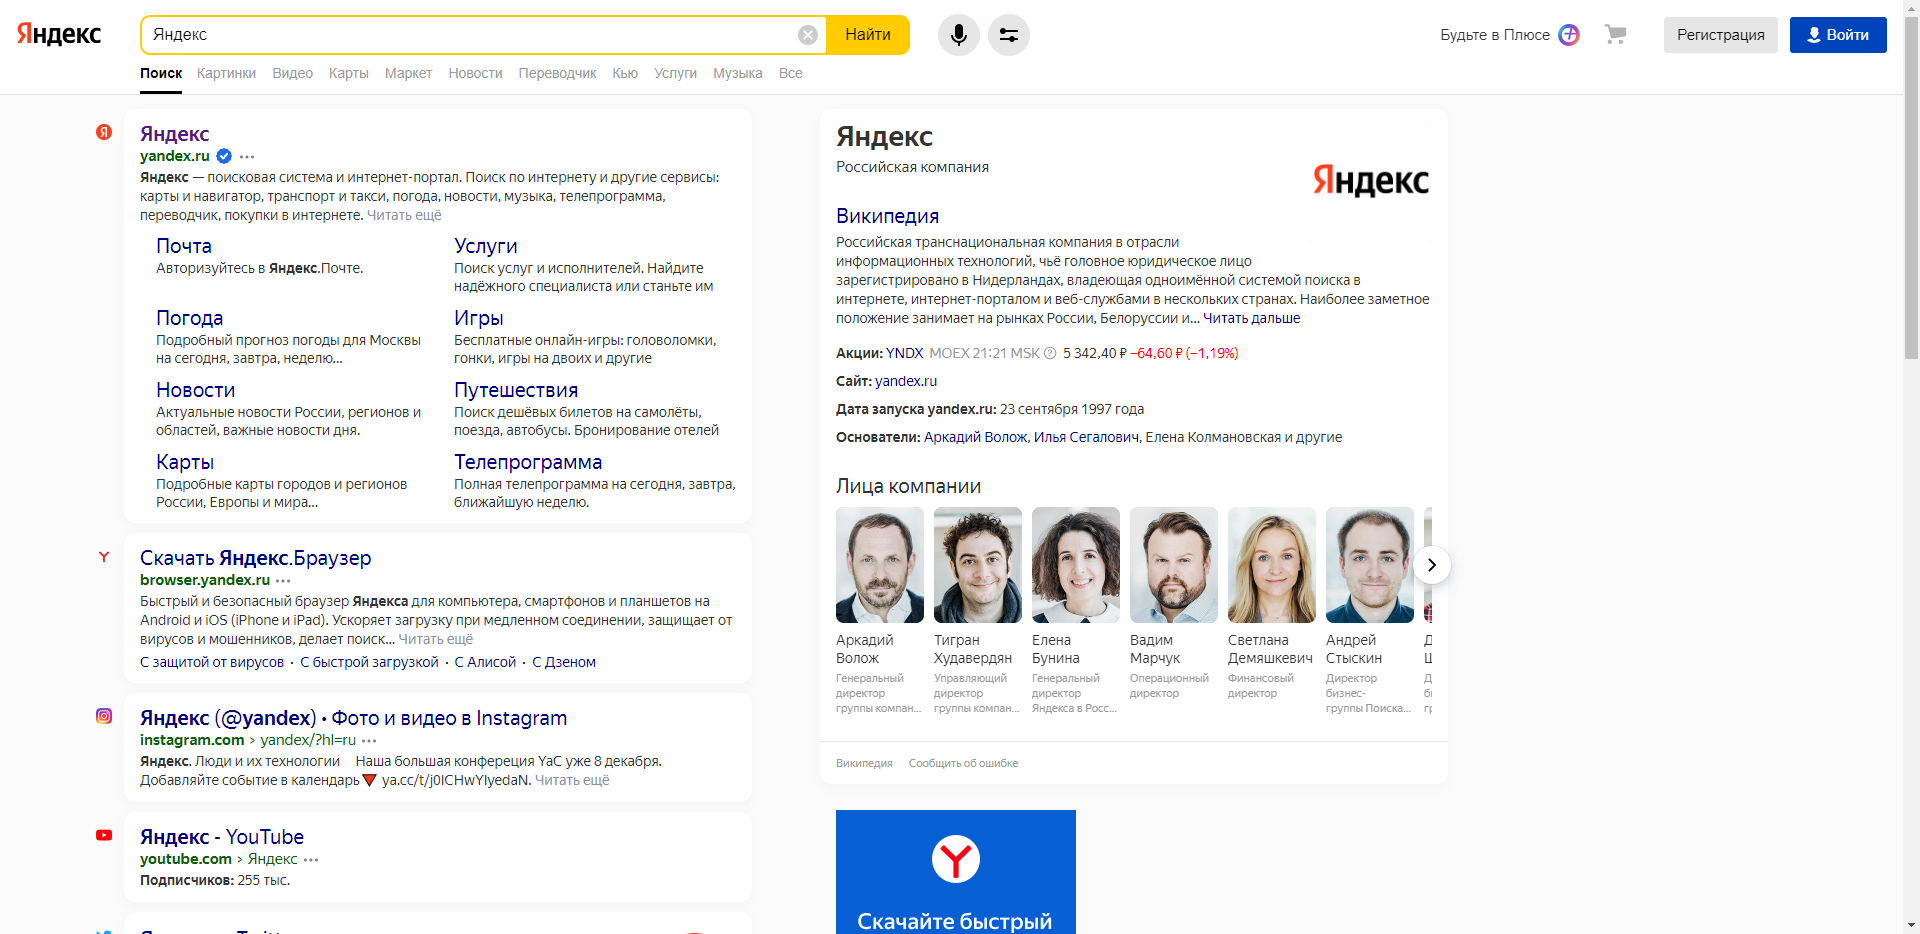 Яндекс
Яндекс
Найти
Будьте в Плюсе
Регистрация
Войти
Поиск Картинки Видео Карты Маркет Новости Переводчик Кью Услуги Музыка Все
Яндекс
yandex.ru
Яндекс — поисковая система и интернет-портал. Поиск по интернету и другие сервисы:
карты и навигатор, транспорт и такси, погода, новости, музыка, телепрограмма,
переводчик, покупки в интернете. Читать ещё
Почта
Авторизуйтесь в Яндекс.Почте.
Услуги
Поиск услуг и исполнителей. Найдите
надёжного специалиста или станьте им
Погода
Подробный прогноз погоды для Москвы
на сегодня, завтра, неделю...
Игры
Бесплатные онлайн-игры: головоломки,
гонки, игры на двоих и другие
Новости
Актуальные новости России, регионов и
областей, важные новости дня.
Путешествия
Поиск дешёвых билетов на самолёты,
поезда, автобусы. Бронирование отелей
Карты
Подробные карты городов и регионов
России, Европы и мира...
Телепрограмма
Полная телепрограмма на сегодня, завтра,
ближайшую неделю.
Скачать Яндекс.Браузер
browser.yandex.ru
Быстрый и безопасный браузер Яндекса для компьютера, смартфонов и планшетов на
Android и iOS (iPhone и iPad). Ускоряет загрузку при медленном соединении, защищает от
вирусов и мошенников, делает поиск... Читать ещё
С защитой от вирусов · С быстрой загрузкой · С Алисой · С Дзеном
Яндекс (@yandex) • Фото и видео в Instagram
instagram.com › yandex/?hl=ru
Яндекс. Люди и их технологии Наша большая конфереция YaC уже 8 декабря.
Добавляйте событие в календарь🔻 ya.cc/t/j0ICHwYIyedaN. Читать ещё
Яндекс - YouTube
youtube.com › Яндекс
Подписчиков: 255 тыс.
Яндекс
Российская компания
Яндекс
Википедия
Российская транснациональная компания в отрасли
информационных технологий, чьё головное юридическое лицо
зарегистрировано в Нидерландах, владеющая одноимённой системой поиска в
интернете, интернет-порталом и веб-службами в нескольких странах. Наиболее заметное
положение занимает на рынках России, Белоруссии и... Читать дальше
Акции: YNDX MOEX 21:21 MSK 5 342,40 ₽ −64,60 ₽ (−1,19%)
Сайт: yandex.ru
Дата запуска yandex.ru: 23 сентября 1997 года
Основатели: Аркадий Волож, Илья Сегалович, Елена Колмановская и другие
Лица компании
Аркадий
Волож
Генеральный
директор
группы компан...
Тигран
Худавердян
Управляющий
директор
группы компан...
Елена
Бунина
Генеральный
директор
Яндекса в Росс...
Вадим
Марчук
Операционный
директор
Светлана
Демяшкевич
Финансовый
директор
Андрей
Стыскин
Директор
бизнес-
группы Поиска...
Википедия Сообщить об ошибке
Скачайте быстрый